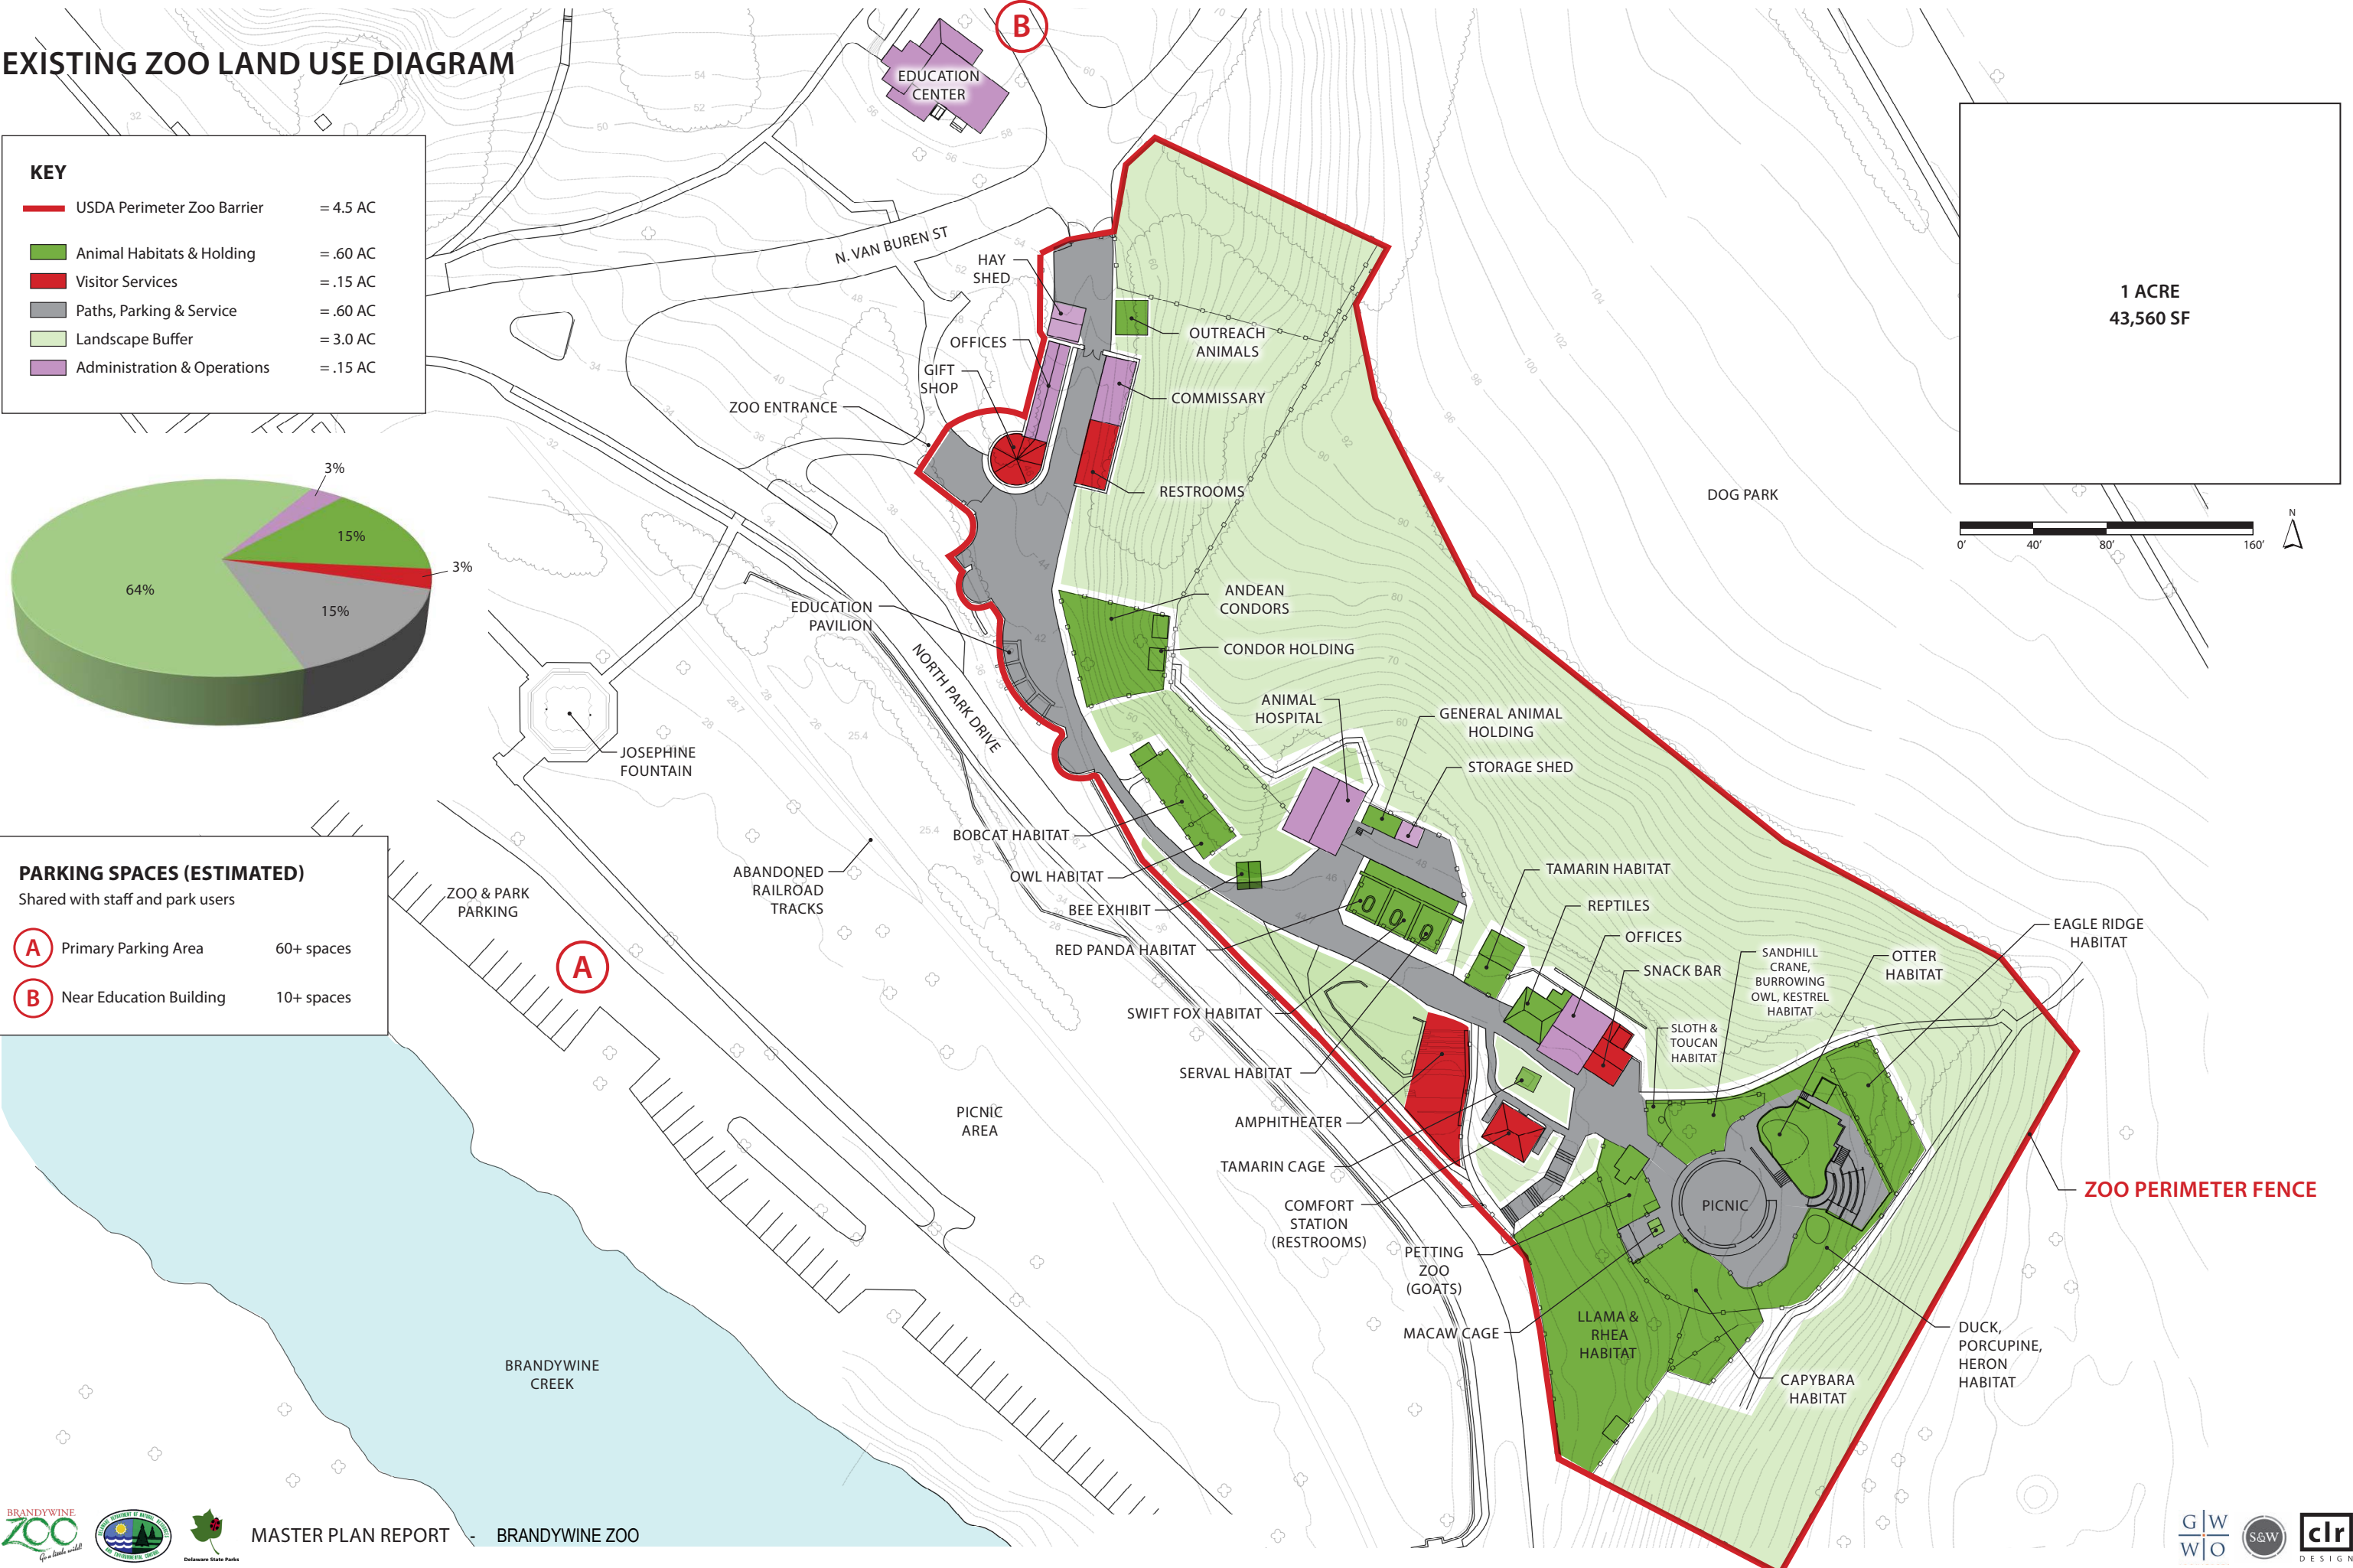 EXISTING ZOO LAND USE DIAGRAM
KEY
USDA Perimeter Zoo Barrier = 4.5 AC
Animal Habitats & Holding = .60 AC
Visitor Services = .15 AC
Paths, Parking & Service = .60 AC
Landscape Buffer = 3.0 AC
Administration & Operations = .15 AC
3%
15%
3%
15%
64%
PARKING SPACES (ESTIMATED)
Shared with staff and park users
A Primary Parking Area 60+ spaces
B Near Education Building 10+ spaces
B
EDUCATION
CENTER
N. VAN BUREN ST
HAY
SHED
OFFICES
GIFT
SHOP
ZOO ENTRANCE
OUTREACH
ANIMALS
COMMISSARY
RESTROOMS
1 ACRE
43,560 SF
0' 40' 80' 160'
N
DOG PARK
EDUCATION
PAVILION
NORTH PARK DRIVE
ANDEAN
CONDORS
CONDOR HOLDING
ANIMAL
HOSPITAL
GENERAL ANIMAL
HOLDING
STORAGE SHED
JOSEPHINE
FOUNTAIN
BOBCAT HABITAT
OWL HABITAT
BEE EXHIBIT
RED PANDA HABITAT
SWIFT FOX HABITAT
SERVAL HABITAT
AMPHITHEATER
TAMARIN CAGE
COMFORT
STATION
(RESTROOMS)
PETTING
ZOO
(GOATS)
MACAW CAGE
ABANDONED
RAILROAD
TRACKS
ZOO & PARK
PARKING
A
PICNIC
AREA
BRANDYWINE
CREEK
TAMARIN HABITAT
REPTILES
OFFICES
SNACK BAR
SLOTH &
TOUCAN
HABITAT
SANDHILL
CRANE,
BURROWING
OWL, KESTREL
HABITAT
OTTER
HABITAT
EAGLE RIDGE
HABITAT
ZOO PERIMETER FENCE
PICNIC
LLAMA &
RHEA
HABITAT
CAPYBARA
HABITAT
DUCK,
PORCUPINE,
HERON
HABITAT
BRANDYWINE
ZOO
Go a little wild!
Delaware State Parks
MASTER PLAN REPORT - BRANDYWINE ZOO
G W
W O
S&W
clr
DESIGN